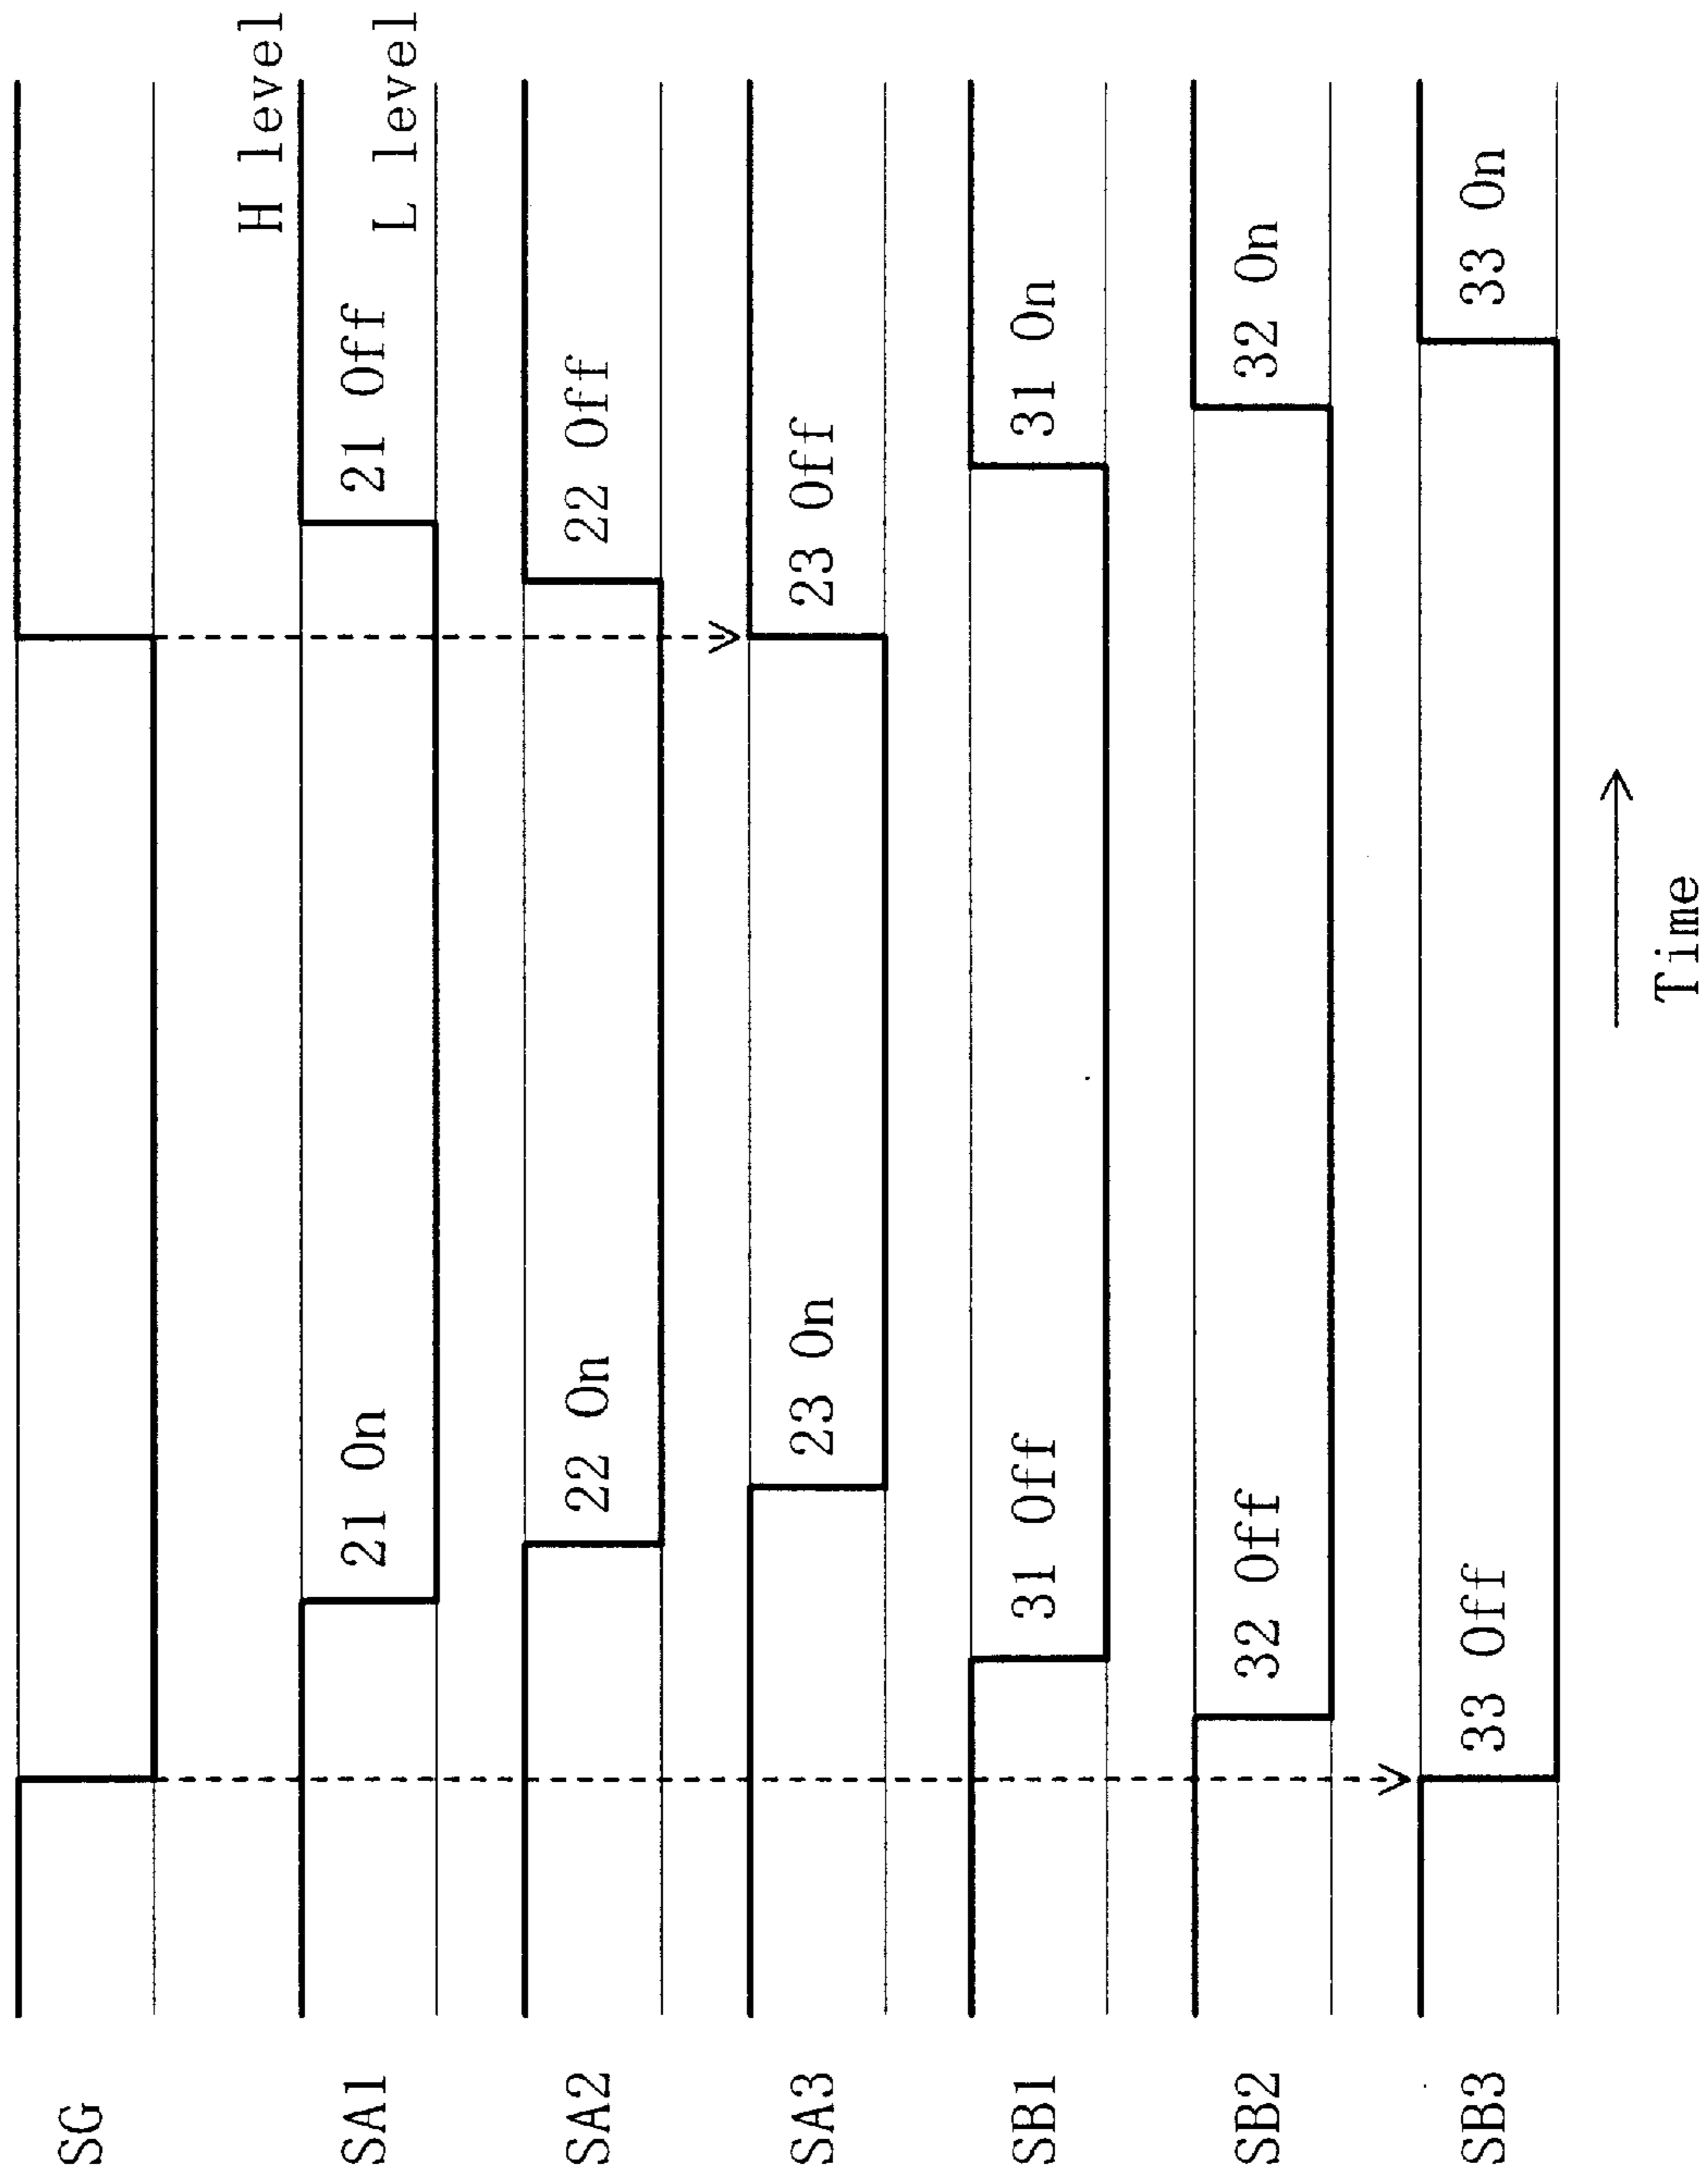 SG
H level
SA1
21 On
21 Off
L level
SA2
22 On
22 Off
SA3
23 On
23 Off
SB1
31 Off
31 On
SB2
32 Off
32 On
SB3
33 Off
33 On
Time